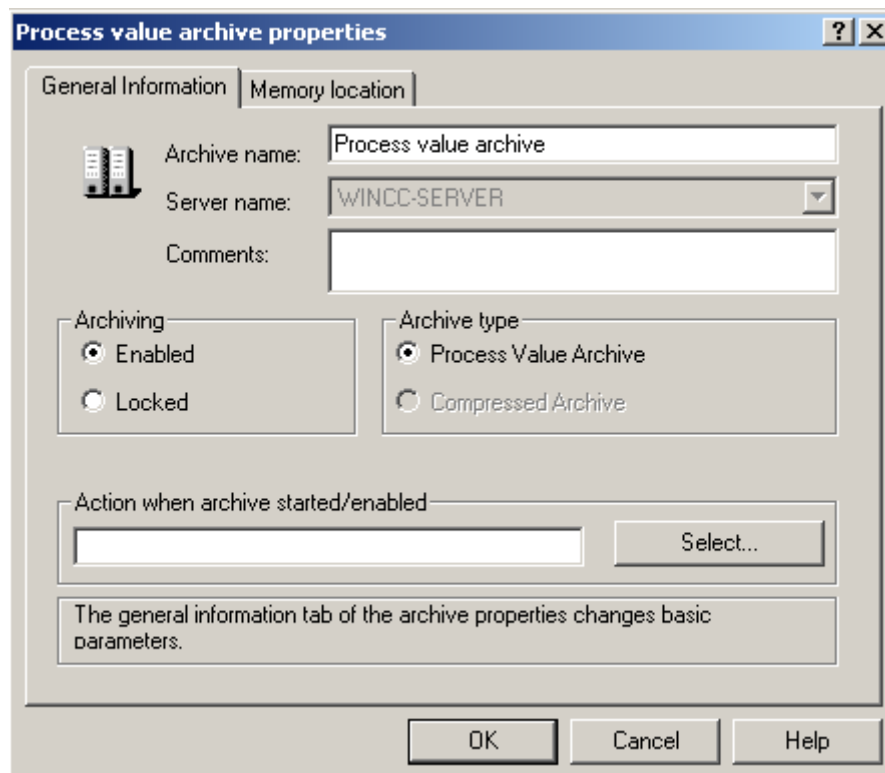 Process value archive properties
General Information Memory location
Archive name: Process value archive
Server name: WINCC-SERVER
Comments:
Archiving Archive type
Enabled Process Value Archive
Locked Compressed Archive
Action when archive started/enabled
Select...
The general information tab of the archive properties changes basic
parameters.
OK Cancel Help